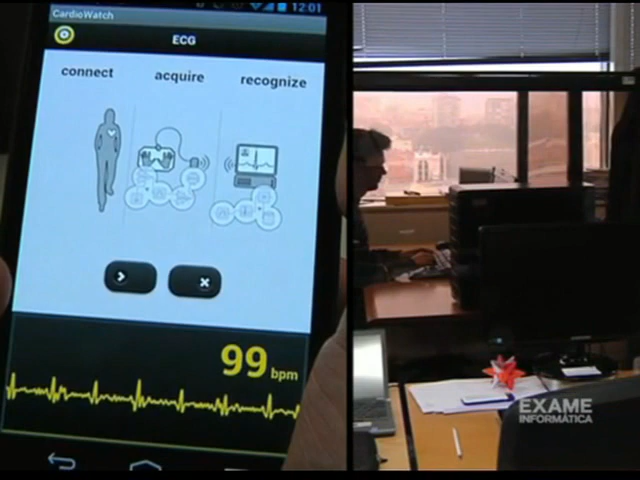 12:01
CardioWatch
ECG
connect acquire recognize
99 bpm
EXAME
INFORMÁTICA